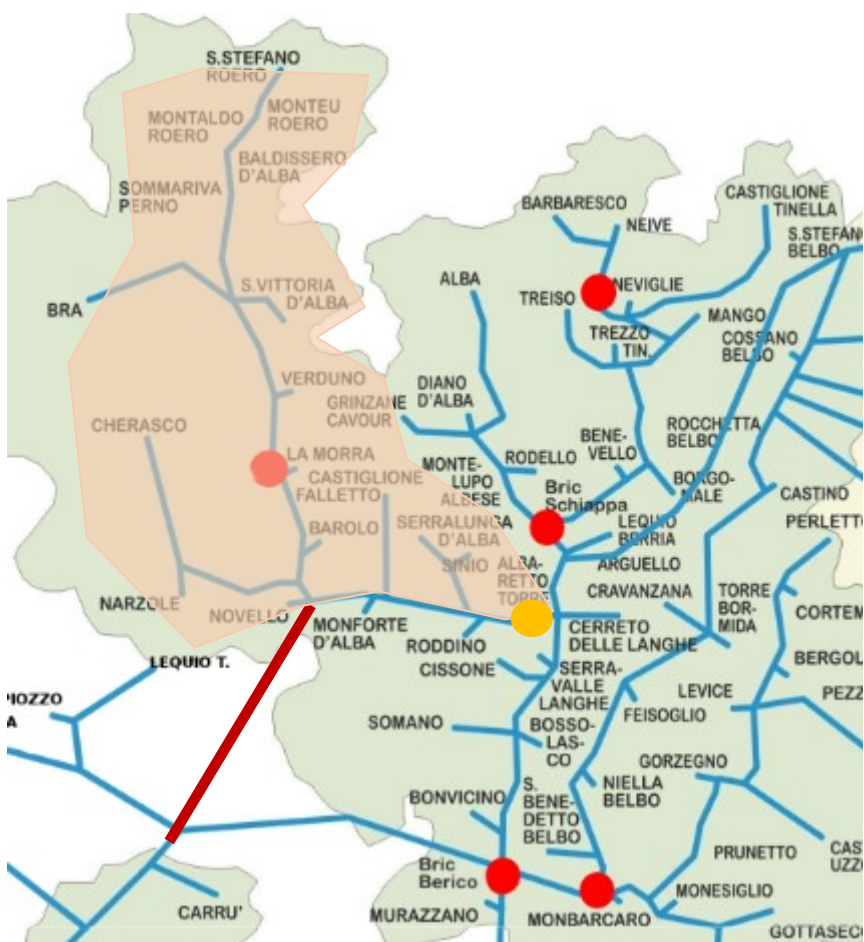 S.STEFANO
ROERO
MONTEU
ROERO
MONTALDO
ROERO
BALDISSERO
D'ALBA
SOMMARIVA
PERNO
S.VITTORIA
D'ALBA
BRA
VERDUNO
GRINZANE
CAVOUR
CHERASCO
LA MORRA
CASTIGLIONE
FALLETTO
BAROLO
SERRALUNGA
D'ALBA
SINIO
NARZOLE
NOVELLO
MONFORTE
D'ALBA
LEQUIO T.
PIOZZO
A
CARRU'
BARBARESCO
NEIVE
CASTIGLIONE
TINELLA
S.STEFANO
BELBO
ALBA
NEVIGLIE
TREISO
MANGO
TREZZO
TIN.
COSSANO
BELBO
DIANO
D'ALBA
ROCCHETTA
BELBO
BENE-
VELLO
RODELLO
MONTE-
LUPO
ALBESE
Bric
Schiappa
BORGO-
MALE
CASTINO
PERLETTO
LEQUIO
BERRIA
ARGUELLO
ALBA-
RETTO
TORRE
CRAVANZANA
TORRE
BOR-
MIDA
CORTEM
RODDINO
CERRETO
DELLE LANGHE
CISSONE
SERRA-
VALLE
LANGHE
BERGOL
LEVICE
PEZZ
FEISOGLIO
SOMANO
BOSSO-
LAS-
CO
GORZEGNO
BONVICINO
S.
BENE-
DETTO
BELBO
NIELLA
BELBO
PRUNETTO
CAS
UZZO
Bric
Berico
MONESIGLIO
MURAZZANO
MONBARCARO
GOTTASECC